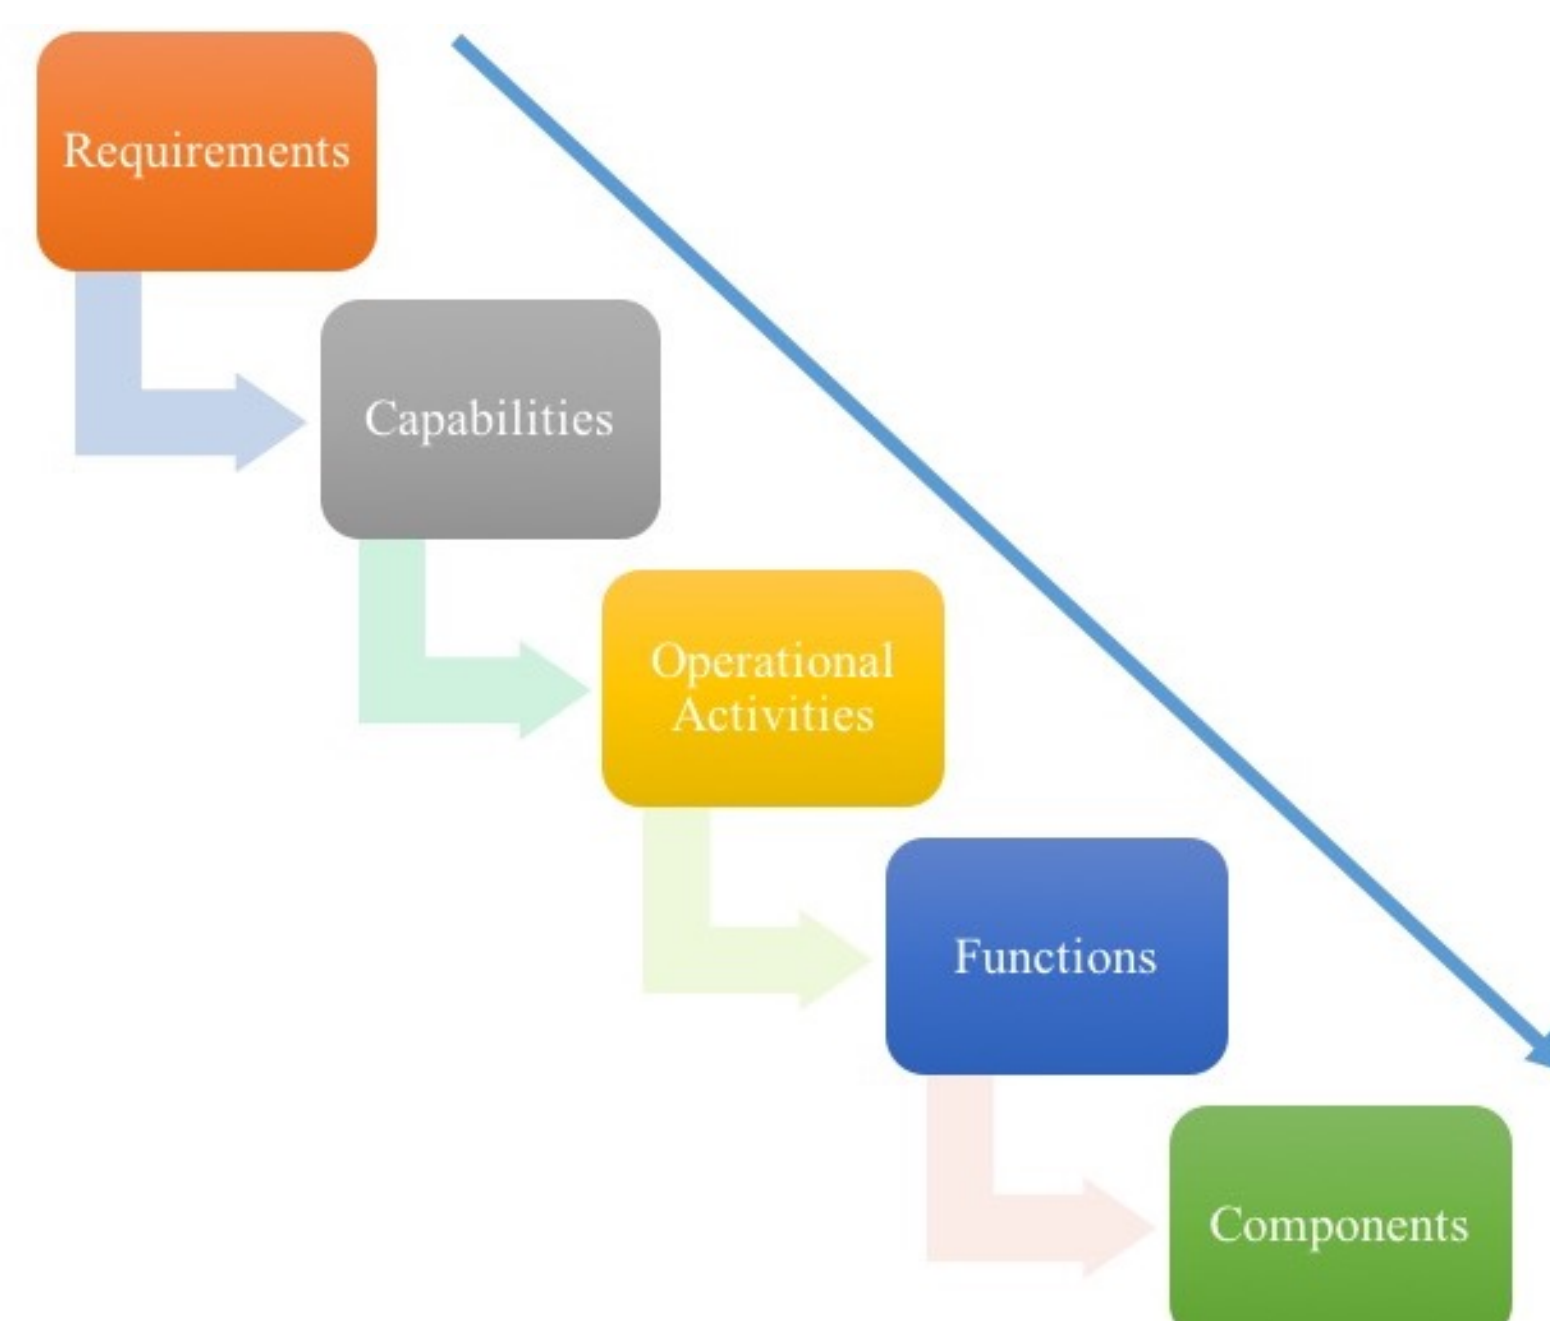 Requirements
Capabilities
Operational
Activities
Functions
Components